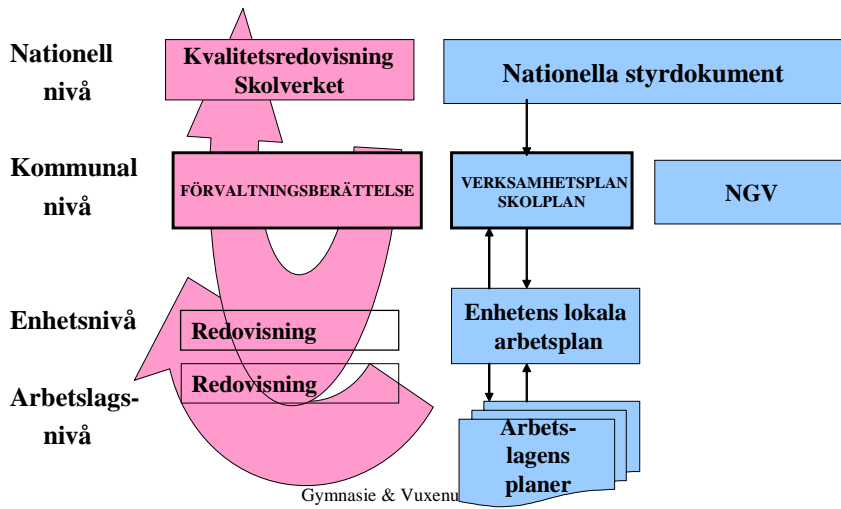 Nationell
nivå
Kvalitetsredovisning
Skolverket
Nationella styrdokument
Kommunal
nivå
FÖRVALTNINGSBERÄTTELSE
VERKSAMHETSPLAN
SKOLPLAN
NGV
Enhetsnivå
Redovisning
Enhetens lokala
arbetsplan
Arbetslags-
nivå
Redovisning
Arbets-
lagens
planer
Gymnasie & Vuxenu